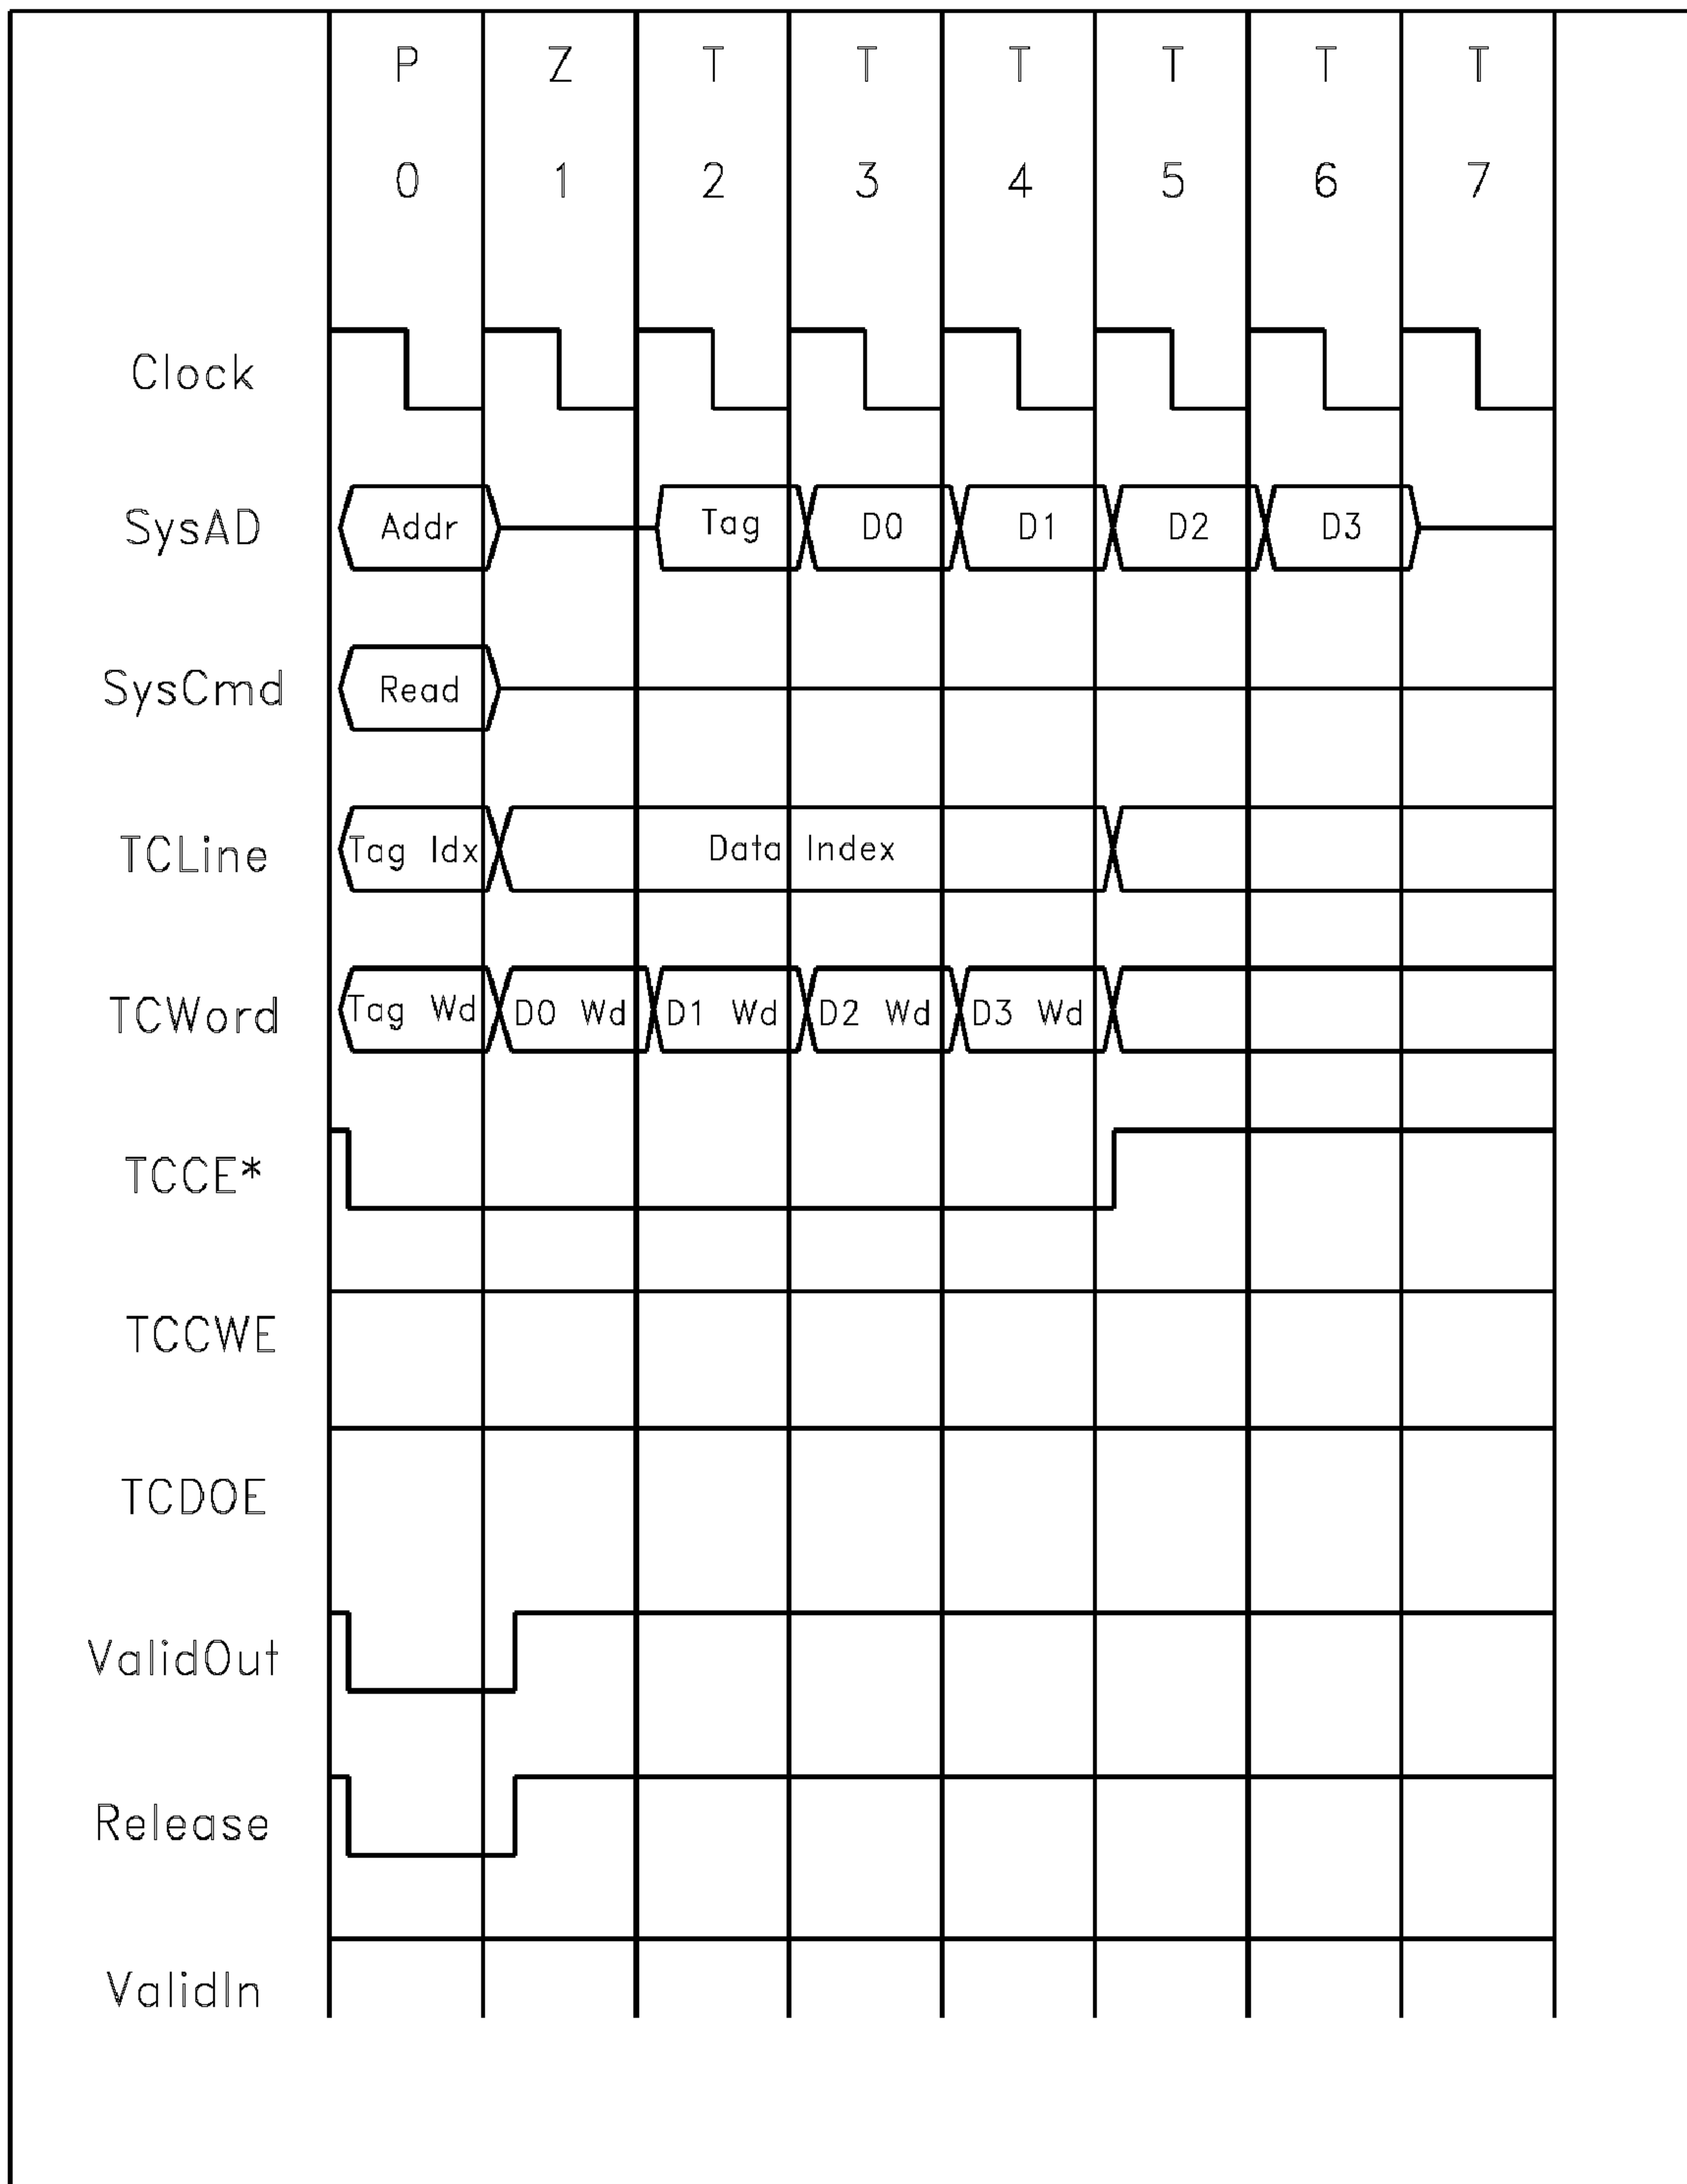 P Z T T T T T T
0 1 2 3 4 5 6 7
Clock
SysAD Addr Tag D0 D1 D2 D3
SysCmd Read
TCLine Tag Idx Data Index
TCWord Tag Wd D0 Wd D1 Wd D2 Wd D3 Wd
TCCE*
TCCWE
TCDOE
ValidOut
Release
ValidIn